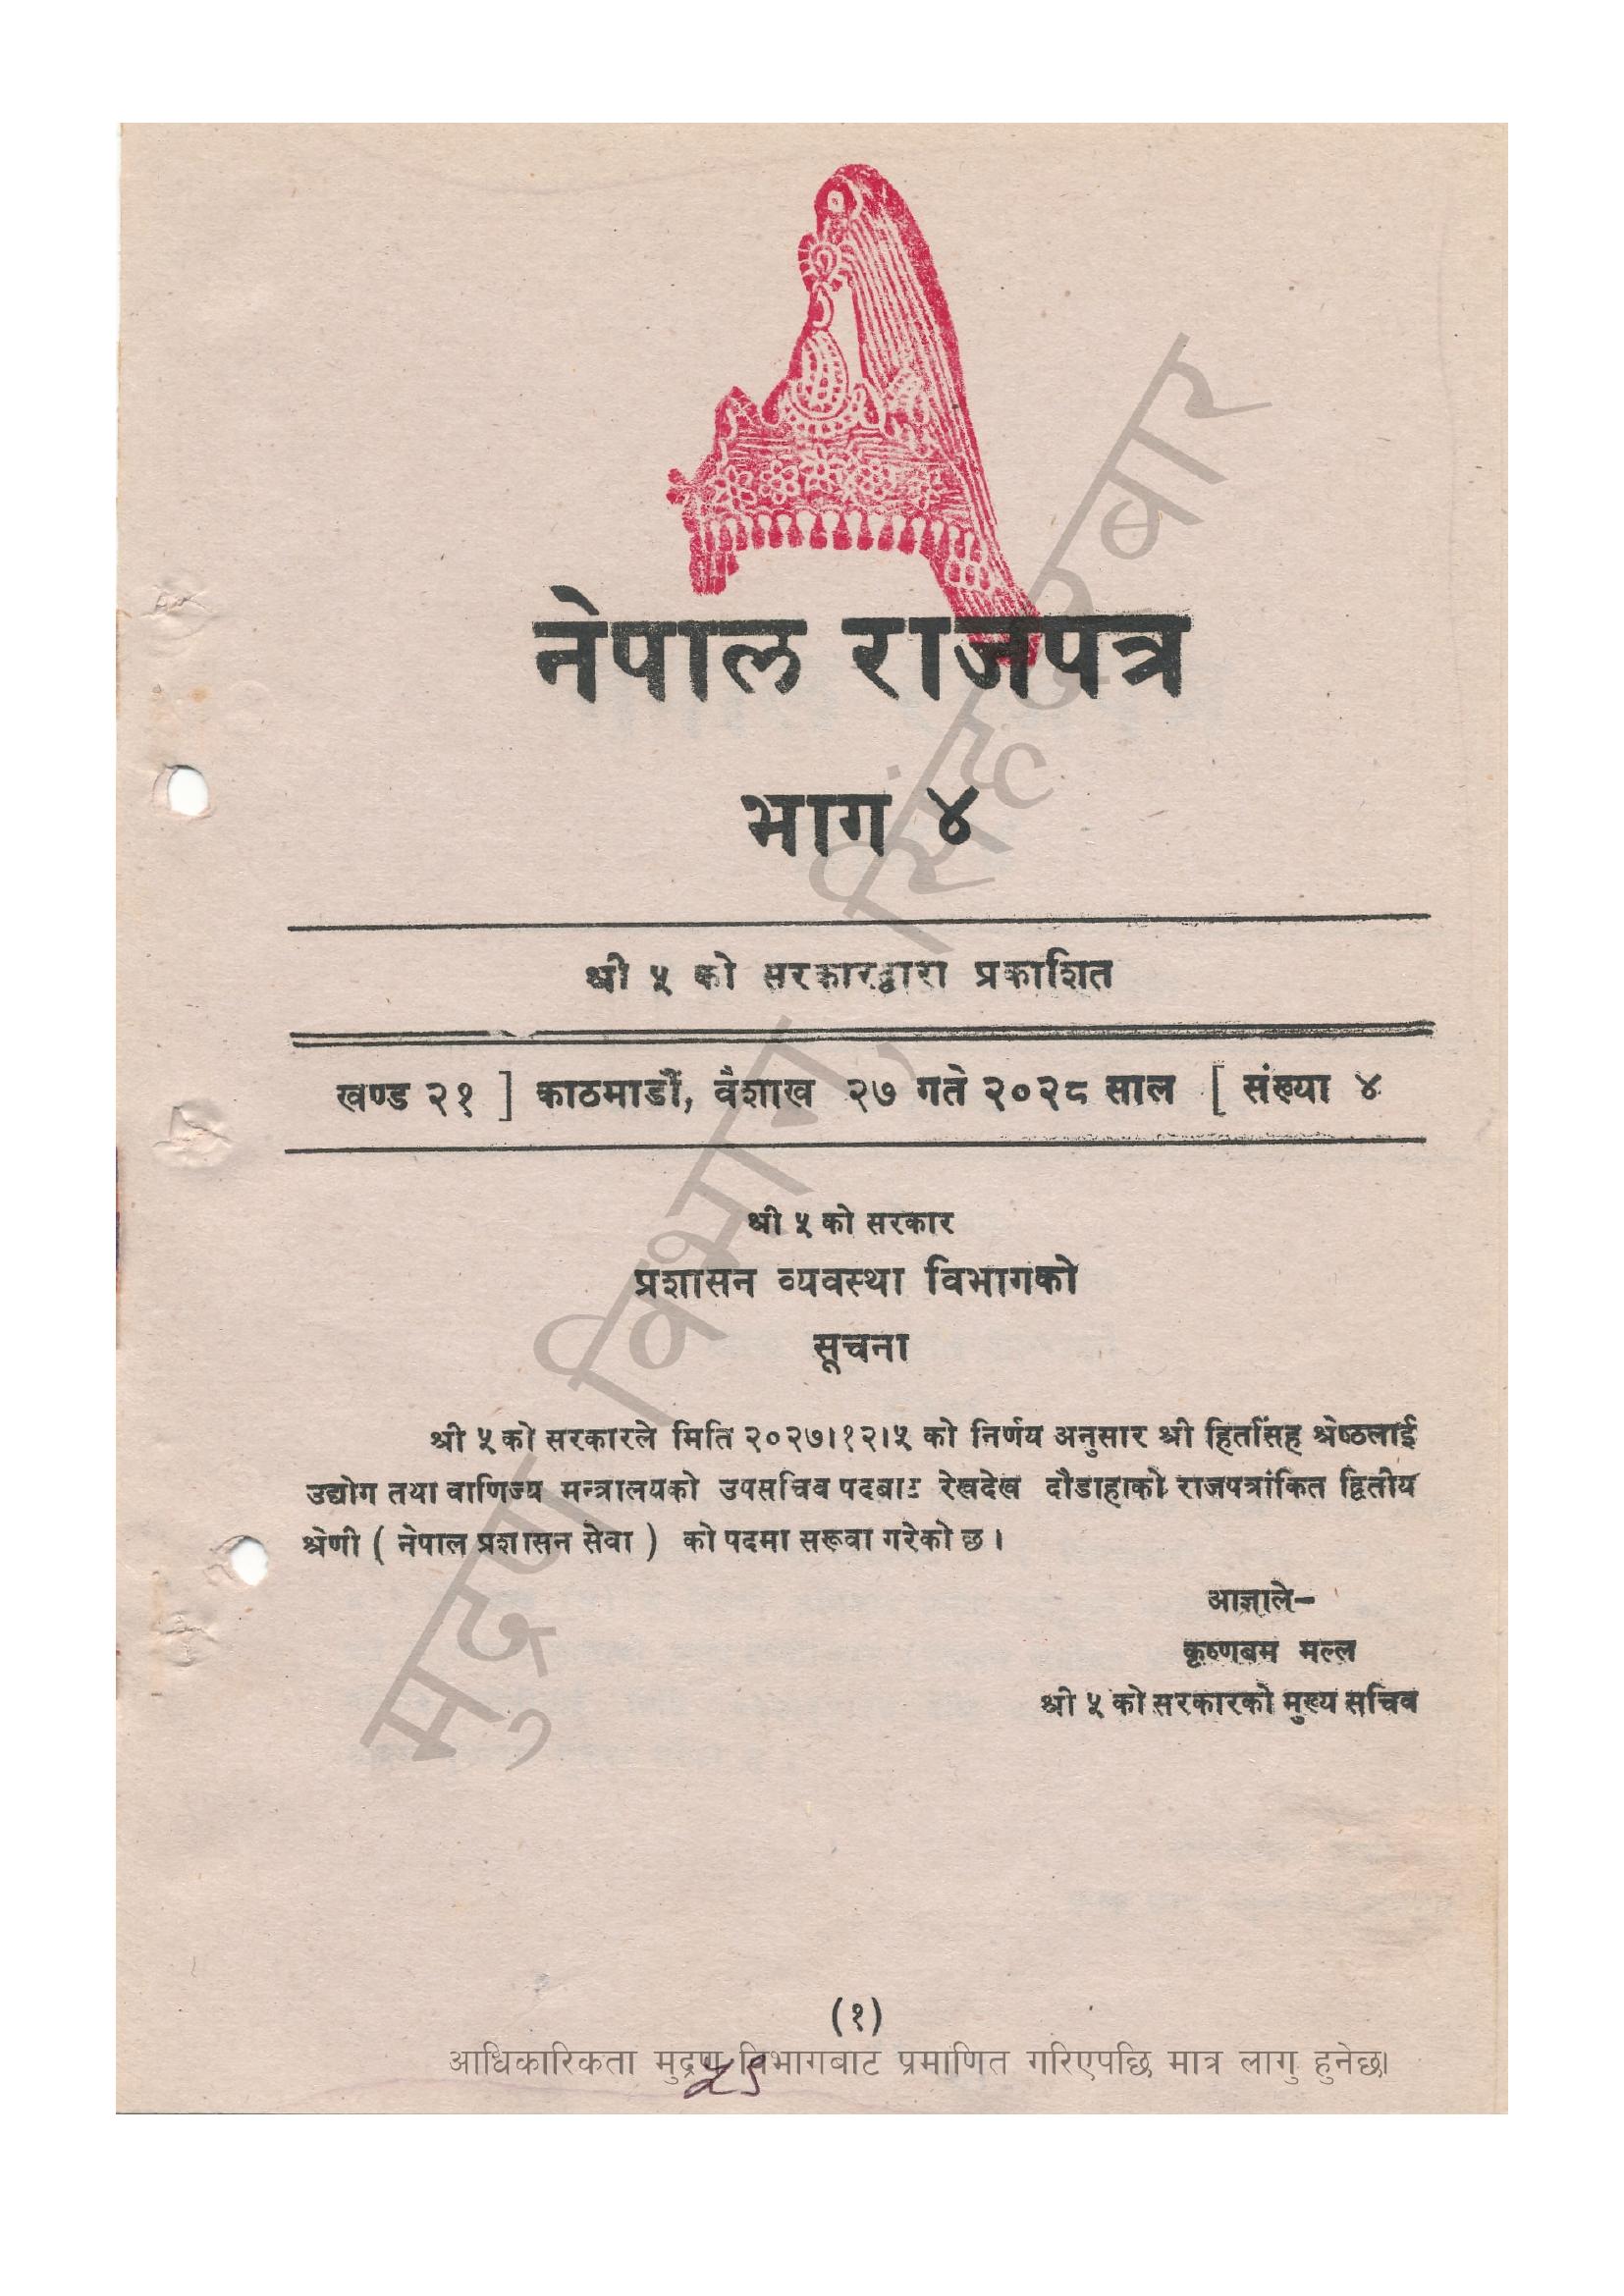 नेपाल राजपत्र
भाग ४
श्री ५ को सरकारद्वारा प्रकाशित
खण्ड २१ ] काठमाडौं, वैशाख २७ गते २०२८ साल [ संख्या ४
श्री ५ को सरकार
प्रशासन व्यवस्था विभागको
सूचना
श्री ५ को सरकारले मिति २०२७।१२।५ को निर्णय अनुसार श्री हितसिंह श्रेष्ठलाई
उद्योग तथा वाणिज्य मन्त्रालयको उपसचिव पदबाट रेखदेख दौडाहाको राजपत्रांकित द्वितीय
श्रेणी ( नेपाल प्रशासन सेवा ) को पदमा सरूवा गरेको छ ।
आज्ञाले–
कृष्णबम मल्ल
श्री ५ को सरकारको मुख्य सचिव
(१)
आधिकारिकता मुद्रण विभागबाट प्रमाणित गरिएपछि मात्र लागु हुनेछ।
मुद्रण विभाग, सिंहदरबार